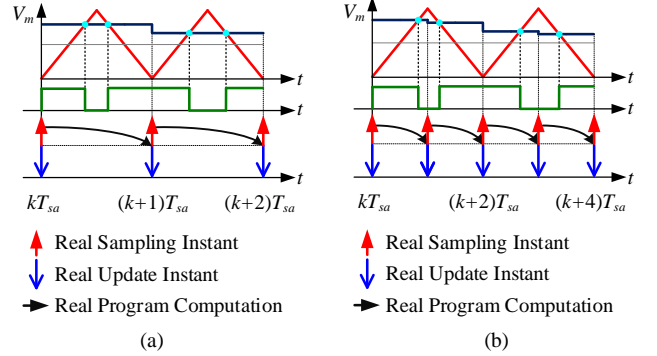 V_m
t
t
t
kT_sa (k+1)T_sa (k+2)T_sa
Real Sampling Instant
Real Update Instant
Real Program Computation
(a)
V_m
t
t
t
kT_sa (k+2)T_sa (k+4)T_sa
Real Sampling Instant
Real Update Instant
Real Program Computation
(b)